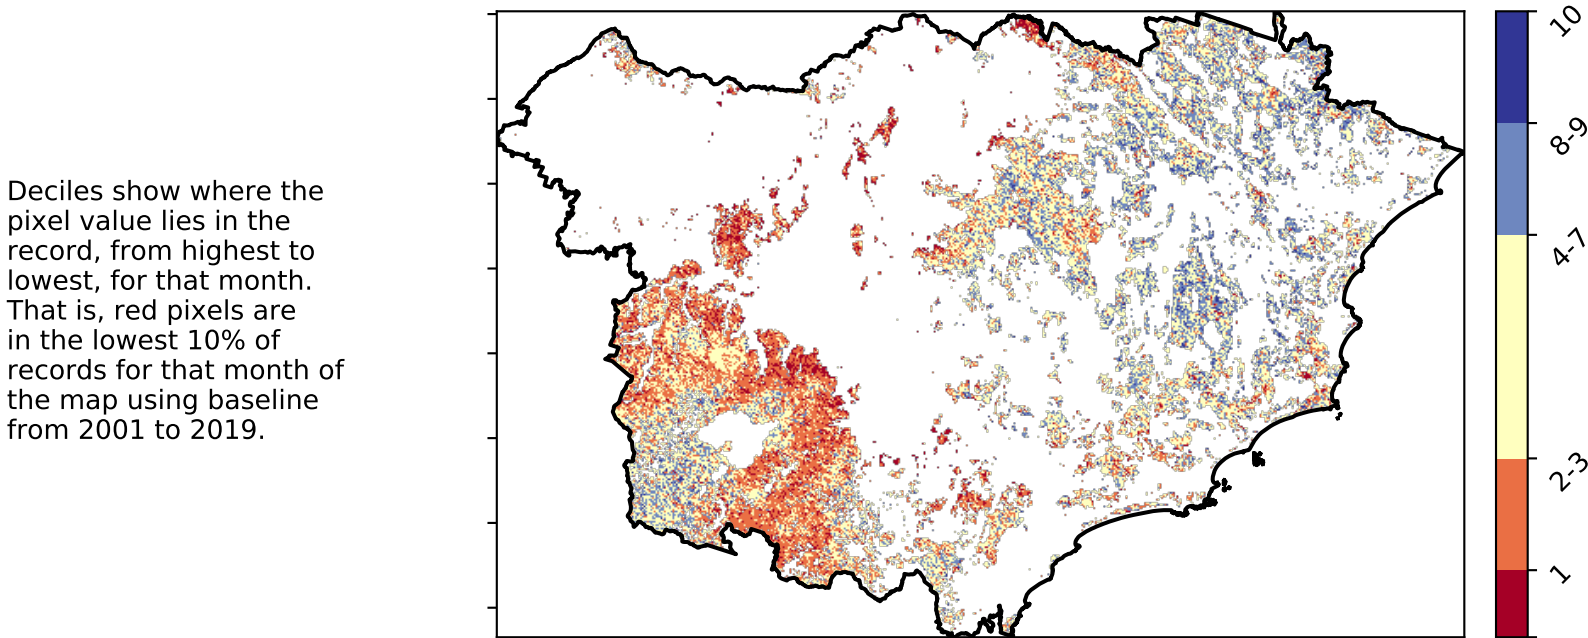 Deciles show where the
pixel value lies in the
record, from highest to
lowest, for that month.
That is, red pixels are
in the lowest 10% of
records for that month of
the map using baseline
from 2001 to 2019.
10
8-9
4-7
2-3
1